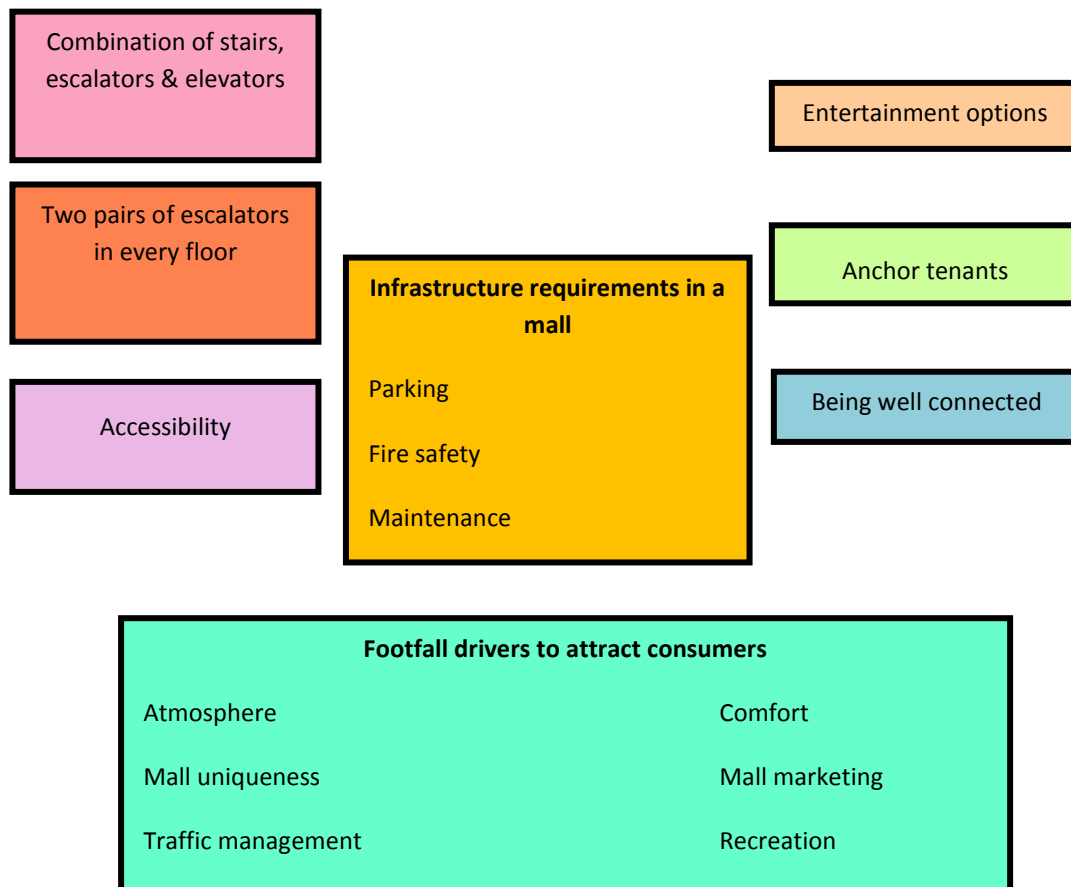 Combination of stairs,
escalators & elevators
Entertainment options
Two pairs of escalators
in every floor
Anchor tenants
Infrastructure requirements in a
mall
Parking
Fire safety
Maintenance
Being well connected
Accessibility
Footfall drivers to attract consumers
Atmosphere
Comfort
Mall uniqueness
Mall marketing
Traffic management
Recreation